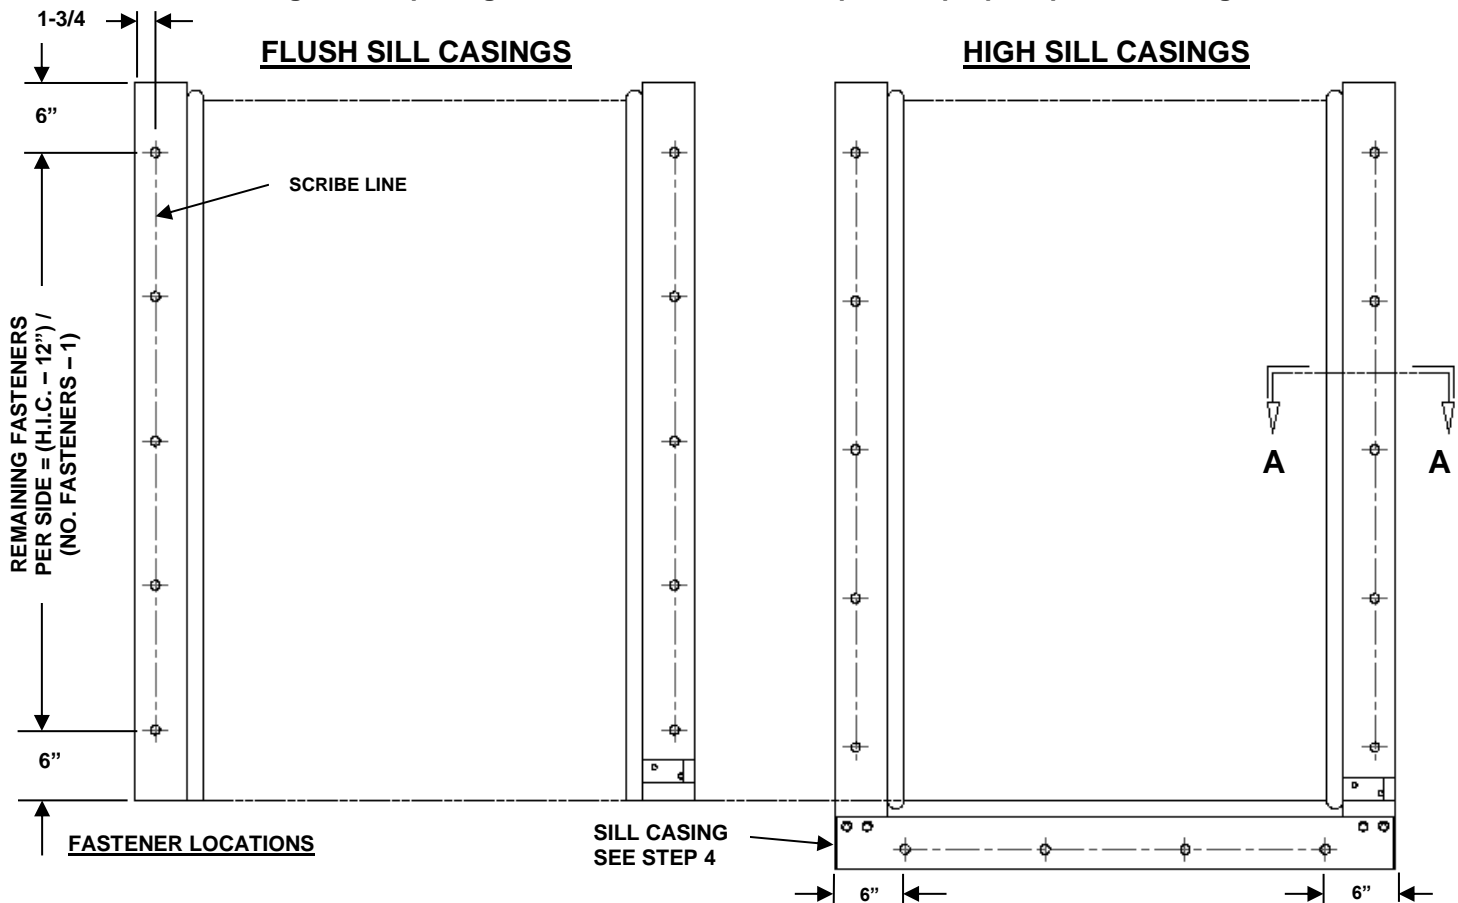 1-3/4
FLUSH SILL CASINGS
HIGH SILL CASINGS
6”
SCRIBE LINE
REMAINING FASTENERS
PER SIDE = (H.I.C. – 12”) /
(NO. FASTENERS – 1)
A
A
6”
FASTENER LOCATIONS
SILL CASING
SEE STEP 4
6”
6”